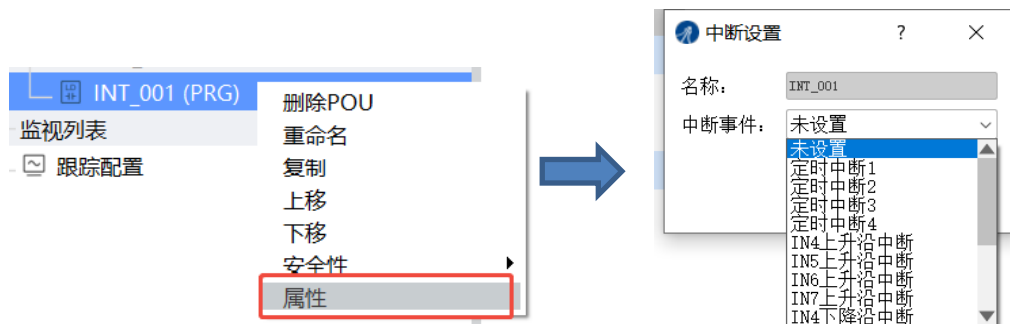 INT_001 (PRG)
监视列表
跟踪配置
删除POU
重命名
复制
上移
下移
安全性
属性
中断设置 ? ×
名称: INT_001
中断事件: 未设置
未设置
定时中断1
定时中断2
定时中断3
定时中断4
IN4上升沿中断
IN5上升沿中断
IN6上升沿中断
IN7上升沿中断
IN4下降沿中断